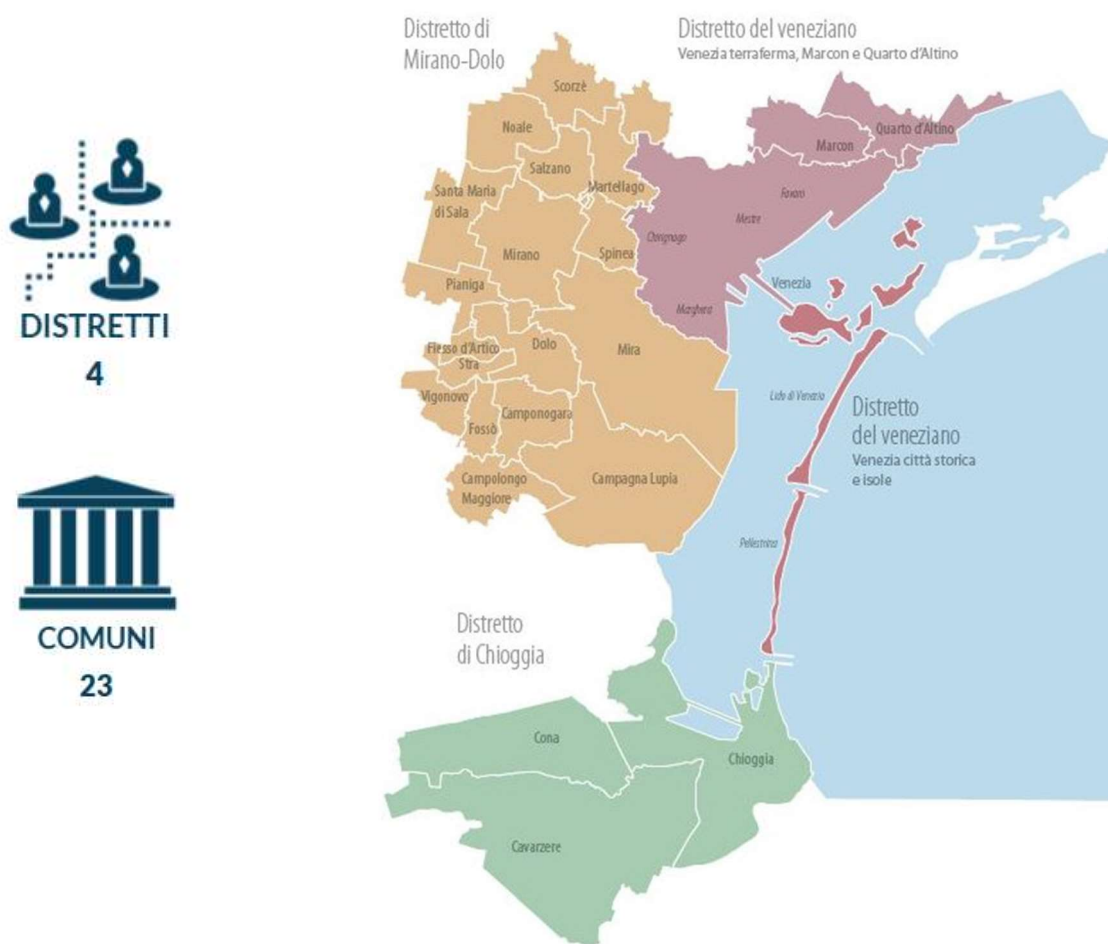 DISTRETTI
4
COMUNI
23
Distretto di
Mirano-Dolo
Distretto del veneziano
Venezia terraferma, Marcon e Quarto d'Altino
Scorzè
Noale
Salzano
Martellago
Santa Maria
di Sala
Mirano
Spinea
Pianiga
Fiesso d'Artico
Stra
Dolo
Mira
Vigonovo
Fossò
Camponogara
Campolongo
Maggiore
Campagna Lupia
Marcon
Quarto d'Altino
Favaro
Mestre
Chirignago
Marghera
Venezia
Lido di Venezia
Distretto
del veneziano
Venezia città storica
e isole
Pellestrina
Distretto
di Chioggia
Cona
Chioggia
Cavarzere